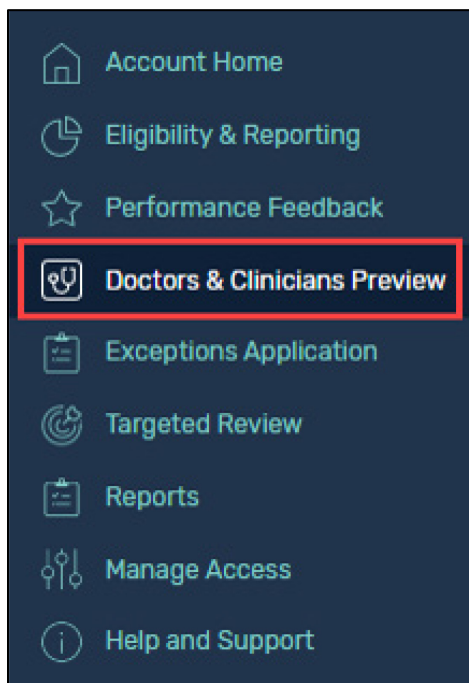 Account Home
Eligibility & Reporting
Performance Feedback
Doctors & Clinicians Preview
Exceptions Application
Targeted Review
Reports
Manage Access
Help and Support